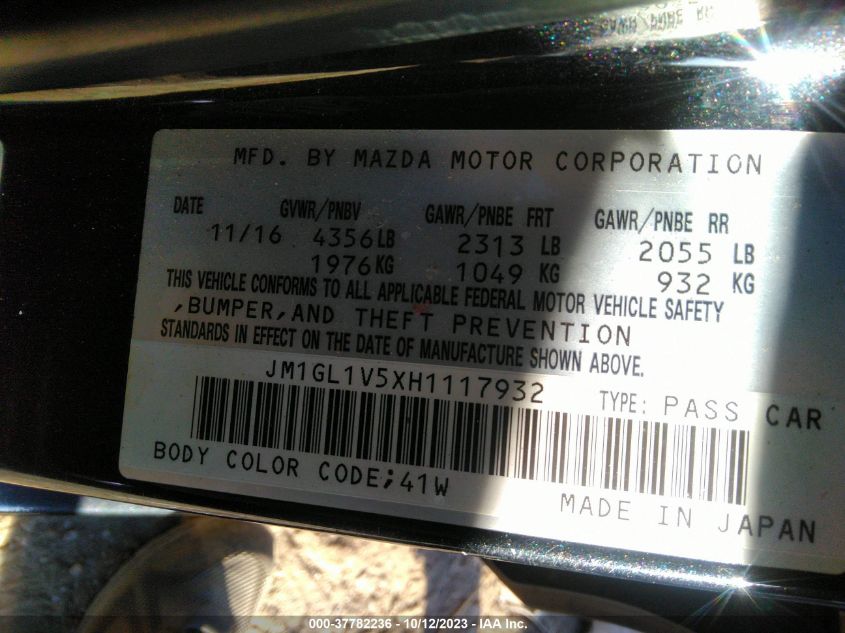 MFD. BY MAZDA MOTOR CORPORATION
DATE GVWR/PNBV GAWR/PNBE FRT GAWR/PNBE RR
11/16 4356LB 2313 LB 2055 LB
1976KG 1049 KG 932 KG
THIS VEHICLE CONFORMS TO ALL APPLICABLE FEDERAL MOTOR VEHICLE SAFETY
,BUMPER,AND THEFT PREVENTION
STANDARDS IN EFFECT ON THE DATE OF MANUFACTURE SHOWN ABOVE.
JM1GL1V5XH1117932 TYPE: PASS CAR
BODY COLOR CODE;41W
MADE IN JAPAN
000-37782236 - 10/12/2023 - IAA Inc.